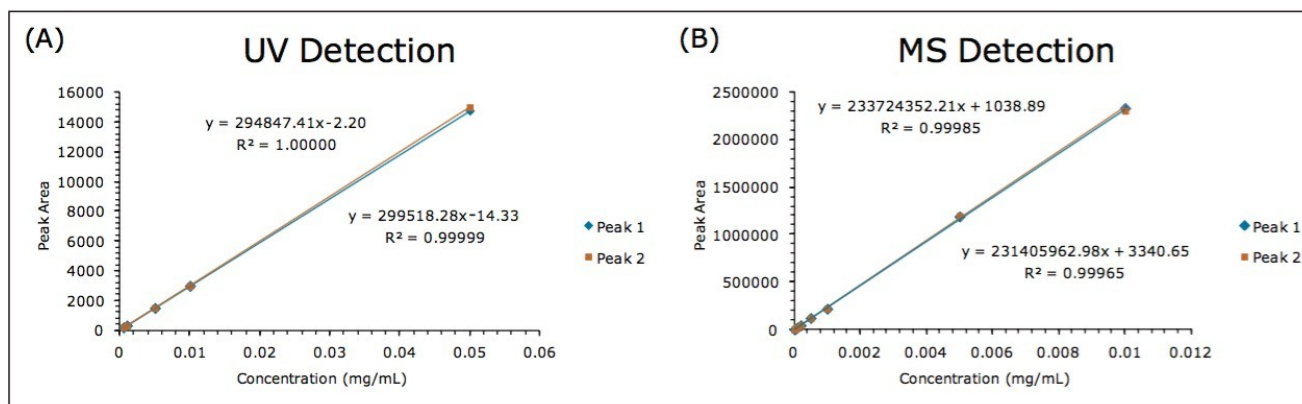 (A)
UV Detection
16000
14000
12000
10000
8000
6000
4000
2000
0
Peak Area
y = 294847.41x-2.20
R² = 1.00000
y = 299518.28x-14.33
R² = 0.99999
Peak 1
Peak 2
0 0.01 0.02 0.03 0.04 0.05 0.06
Concentration (mg/mL)
(B)
MS Detection
2500000
2000000
1500000
1000000
500000
0
Peak Area
y = 233724352.21x + 1038.89
R² = 0.99985
y = 231405962.98x + 3340.65
R² = 0.99965
Peak 1
Peak 2
0 0.002 0.004 0.006 0.008 0.01 0.012
Concentration (mg/mL)